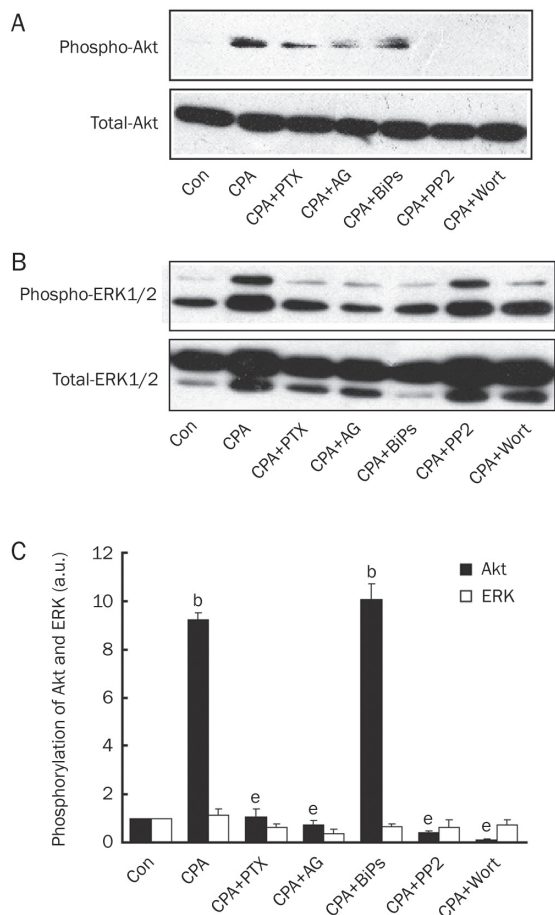 A
Phospho-Akt
Total-Akt
Con CPA CPA+PTX CPA+AG CPA+BiPs CPA+PP2 CPA+Wort
B
Phospho-ERK1/2
Total-ERK1/2
Con CPA CPA+PTX CPA+AG CPA+BiPs CPA+PP2 CPA+Wort
C
Phosphorylation of Akt and ERK (a.u.)
12
10
8
6
4
2
0
b
b
e
e
e
e
Akt
ERK
Con CPA CPA+PTX CPA+AG CPA+BiPs CPA+PP2 CPA+Wort